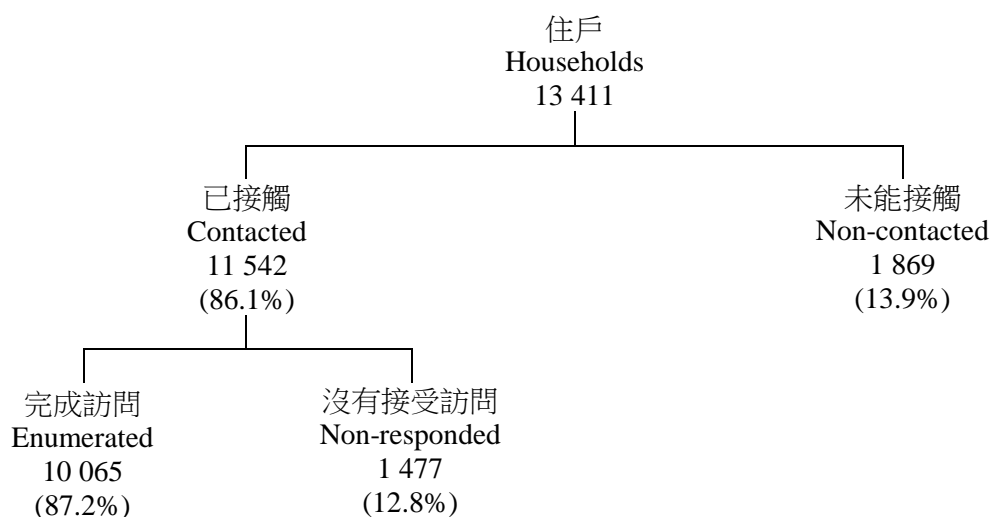 住戶
Households
13 411
已接觸
Contacted
11 542
(86.1%)
未能接觸
Non-contacted
1 869
(13.9%)
完成訪問
Enumerated
10 065
(87.2%)
沒有接受訪問
Non-responded
1 477
(12.8%)